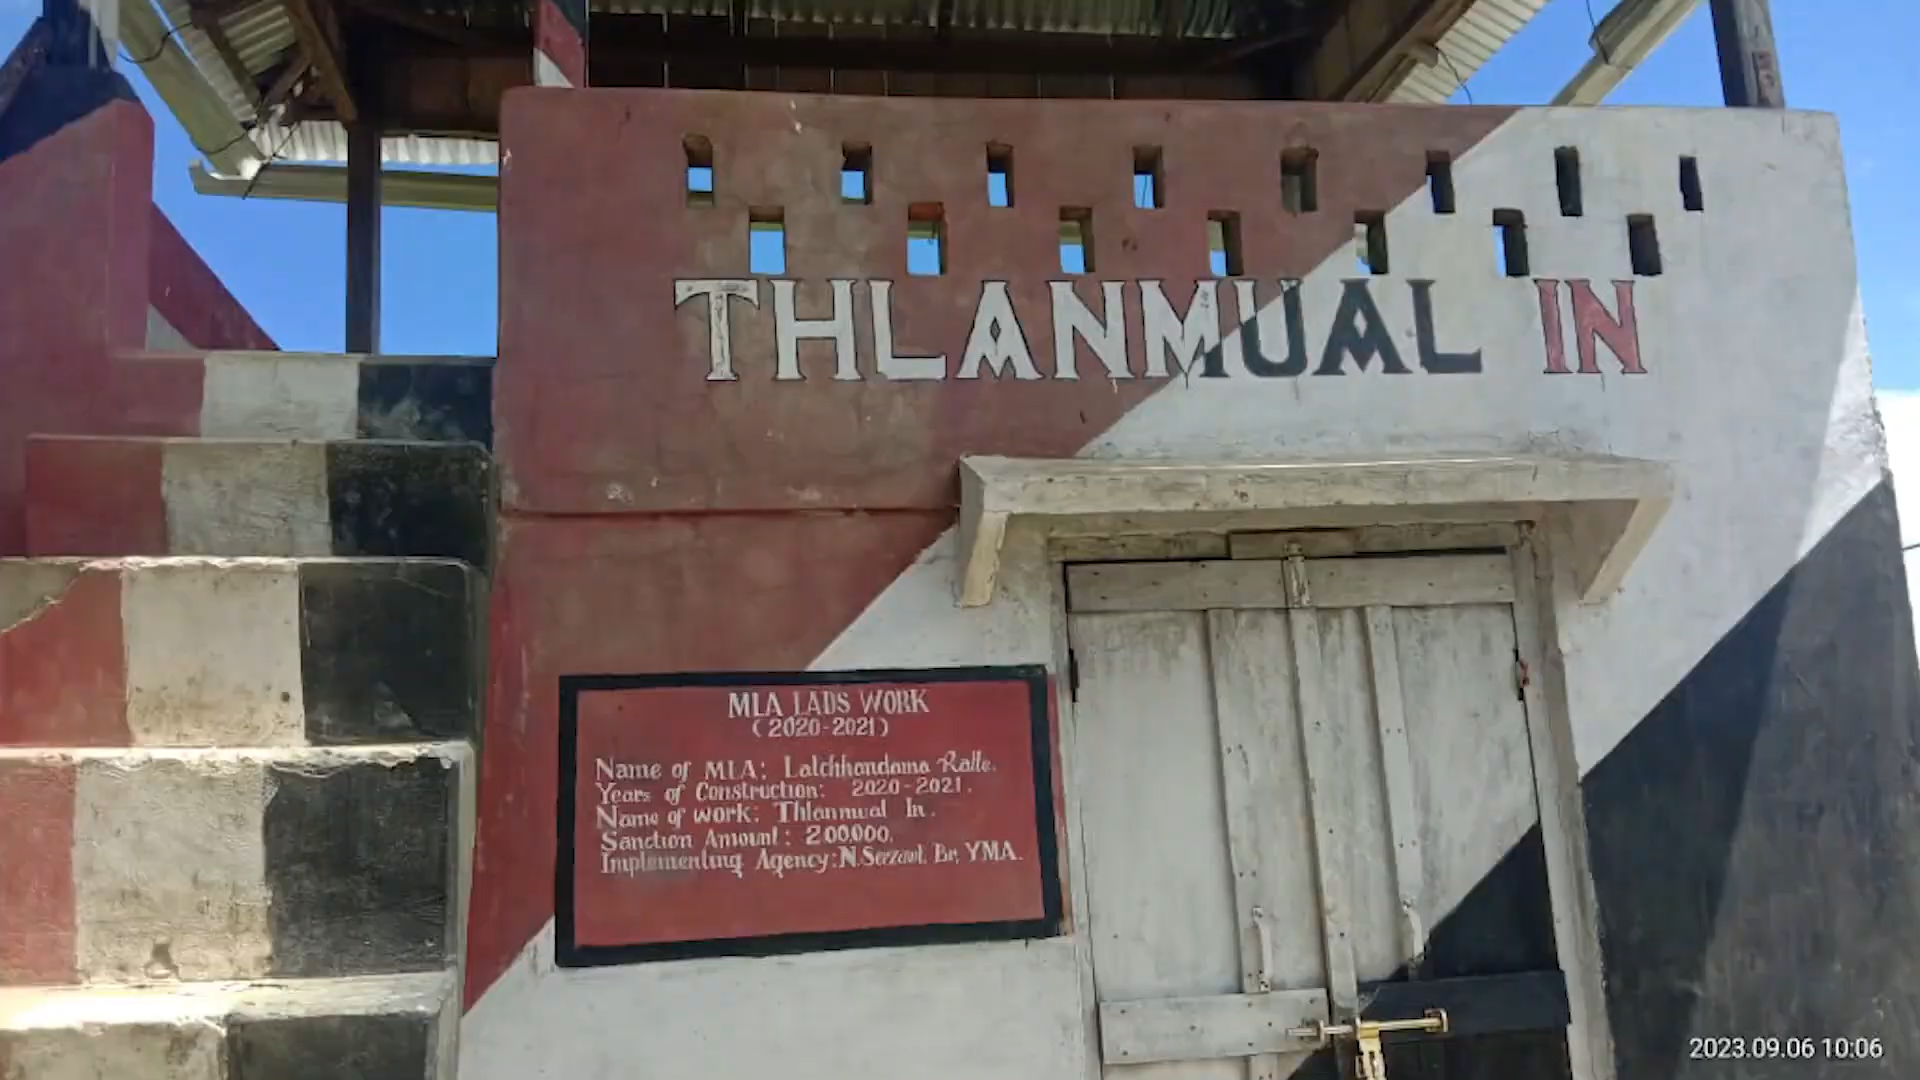 THLANMUAL IN
MLA LADS WORK
(2020-2021)
Name of MLA: Lalchhandama Ralte.
Years of Construction: 2020-2021.
Name of work: Thlanmual In.
Sanction Amount: 200000.
Implementing Agency: N. Serzawl. Br, YMA.
2023.09.06 10:06